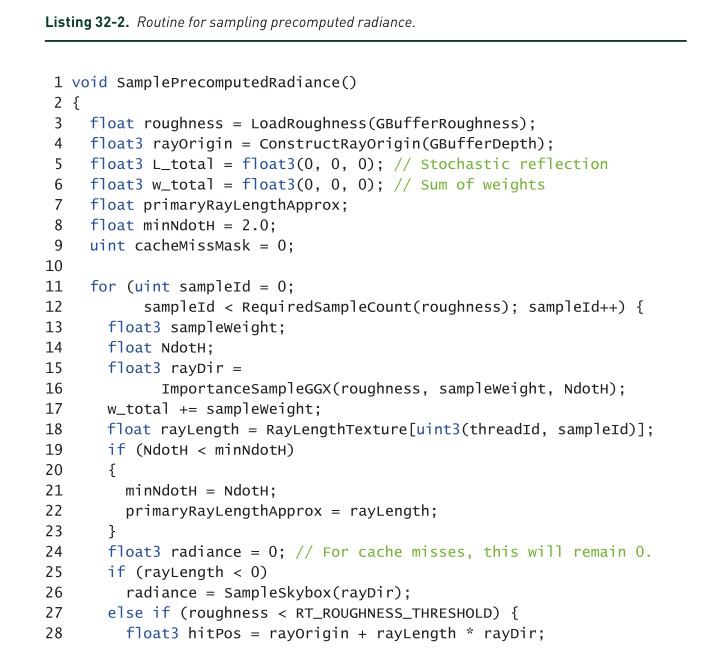 Listing 32-2. Routine for sampling precomputed radiance.
1 void SamplePrecomputedRadiance()
2 {
3   float roughness = LoadRoughness(GBufferRoughness);
4   float3 rayOrigin = ConstructRayOrigin(GBufferDepth);
5   float3 L_total = float3(0, 0, 0); // Stochastic reflection
6   float3 w_total = float3(0, 0, 0); // Sum of weights
7   float primaryRayLengthApprox;
8   float minNdotH = 2.0;
9   uint cacheMissMask = 0;
10
11   for (uint sampleId = 0;
12         sampleId < RequiredSampleCount(roughness); sampleId++) {
13     float3 sampleWeight;
14     float NdotH;
15     float3 rayDir =
16           ImportanceSampleGGX(roughness, sampleWeight, NdotH);
17     w_total += sampleWeight;
18     float rayLength = RayLengthTexture[uint3(threadId, sampleId)];
19     if (NdotH < minNdotH)
20     {
21       minNdotH = NdotH;
22       primaryRayLengthApprox = rayLength;
23     }
24     float3 radiance = 0; // For cache misses, this will remain 0.
25     if (rayLength < 0)
26       radiance = SampleSkybox(rayDir);
27     else if (roughness < RT_ROUGHNESS_THRESHOLD) {
28       float3 hitPos = rayOrigin + rayLength * rayDir;